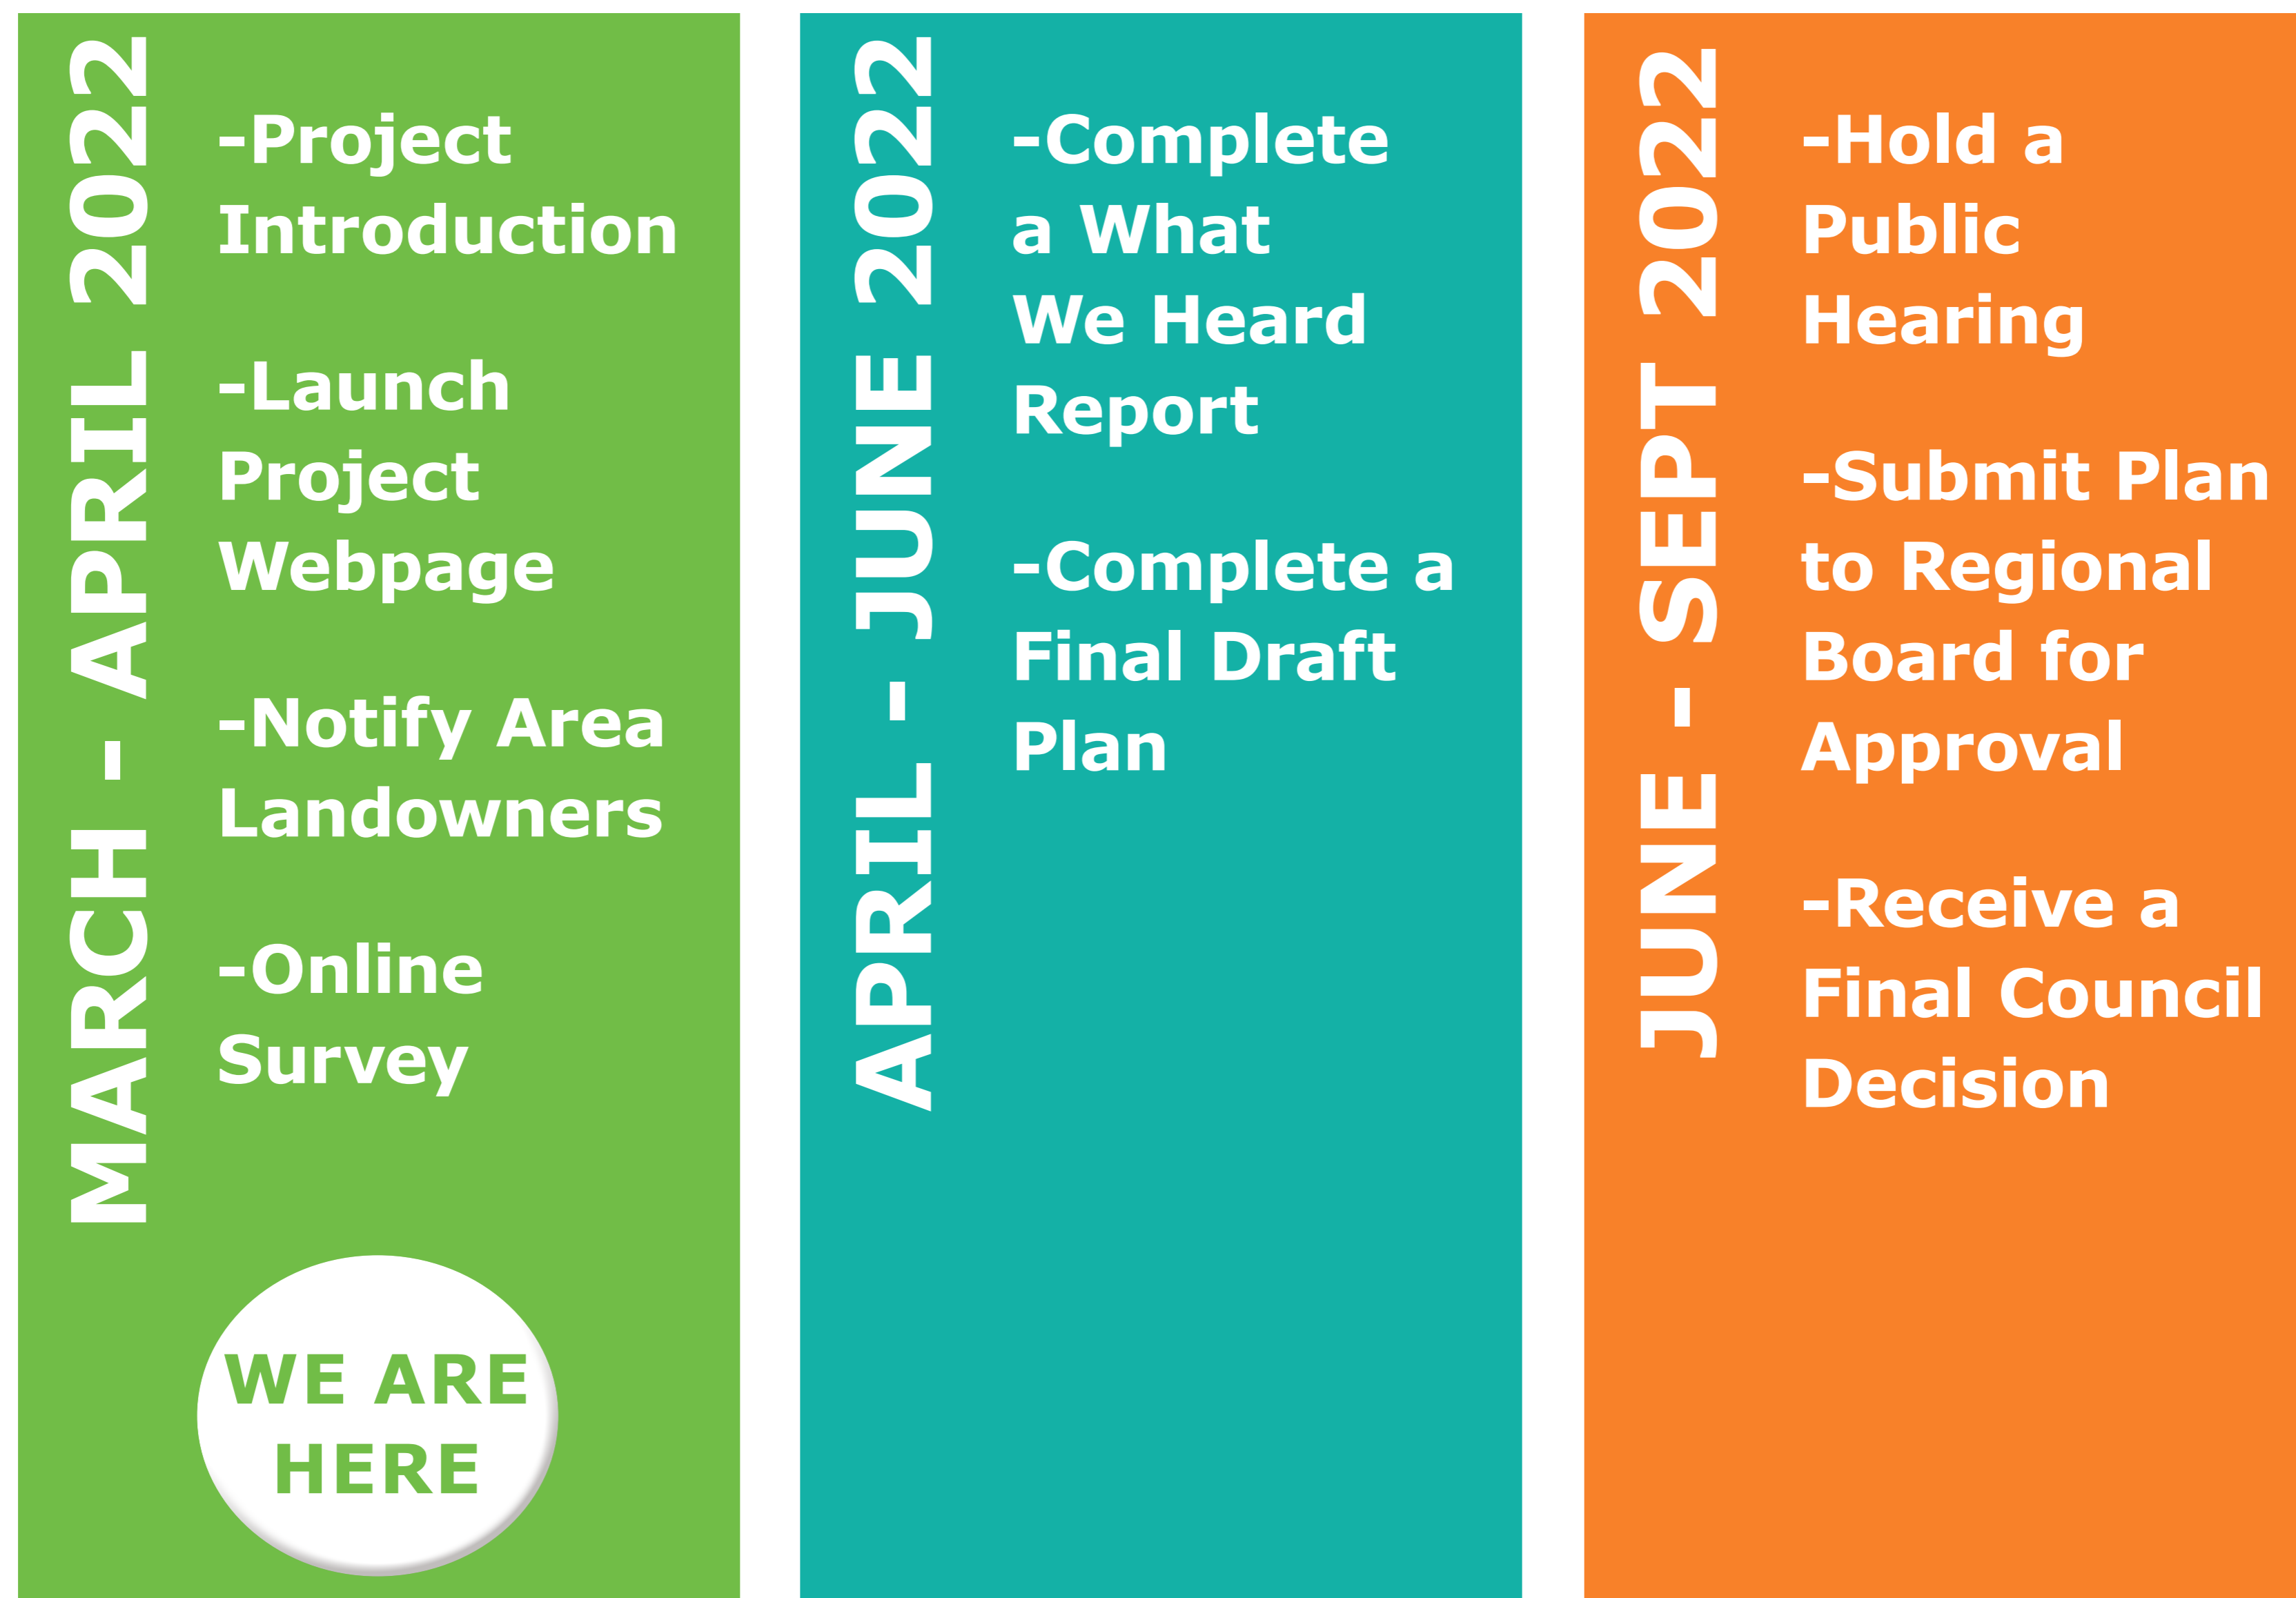 MARCH - APRIL 2022
-Project
Introduction
-Launch
Project
Webpage
-Notify Area
Landowners
-Online
Survey
WE ARE
HERE
APRIL - JUNE 2022
-Complete
a What
We Heard
Report
-Complete a
Final Draft
Plan
JUNE - SEPT 2022
-Hold a
Public
Hearing
-Submit Plan
to Regional
Board for
Approval
-Receive a
Final Council
Decision